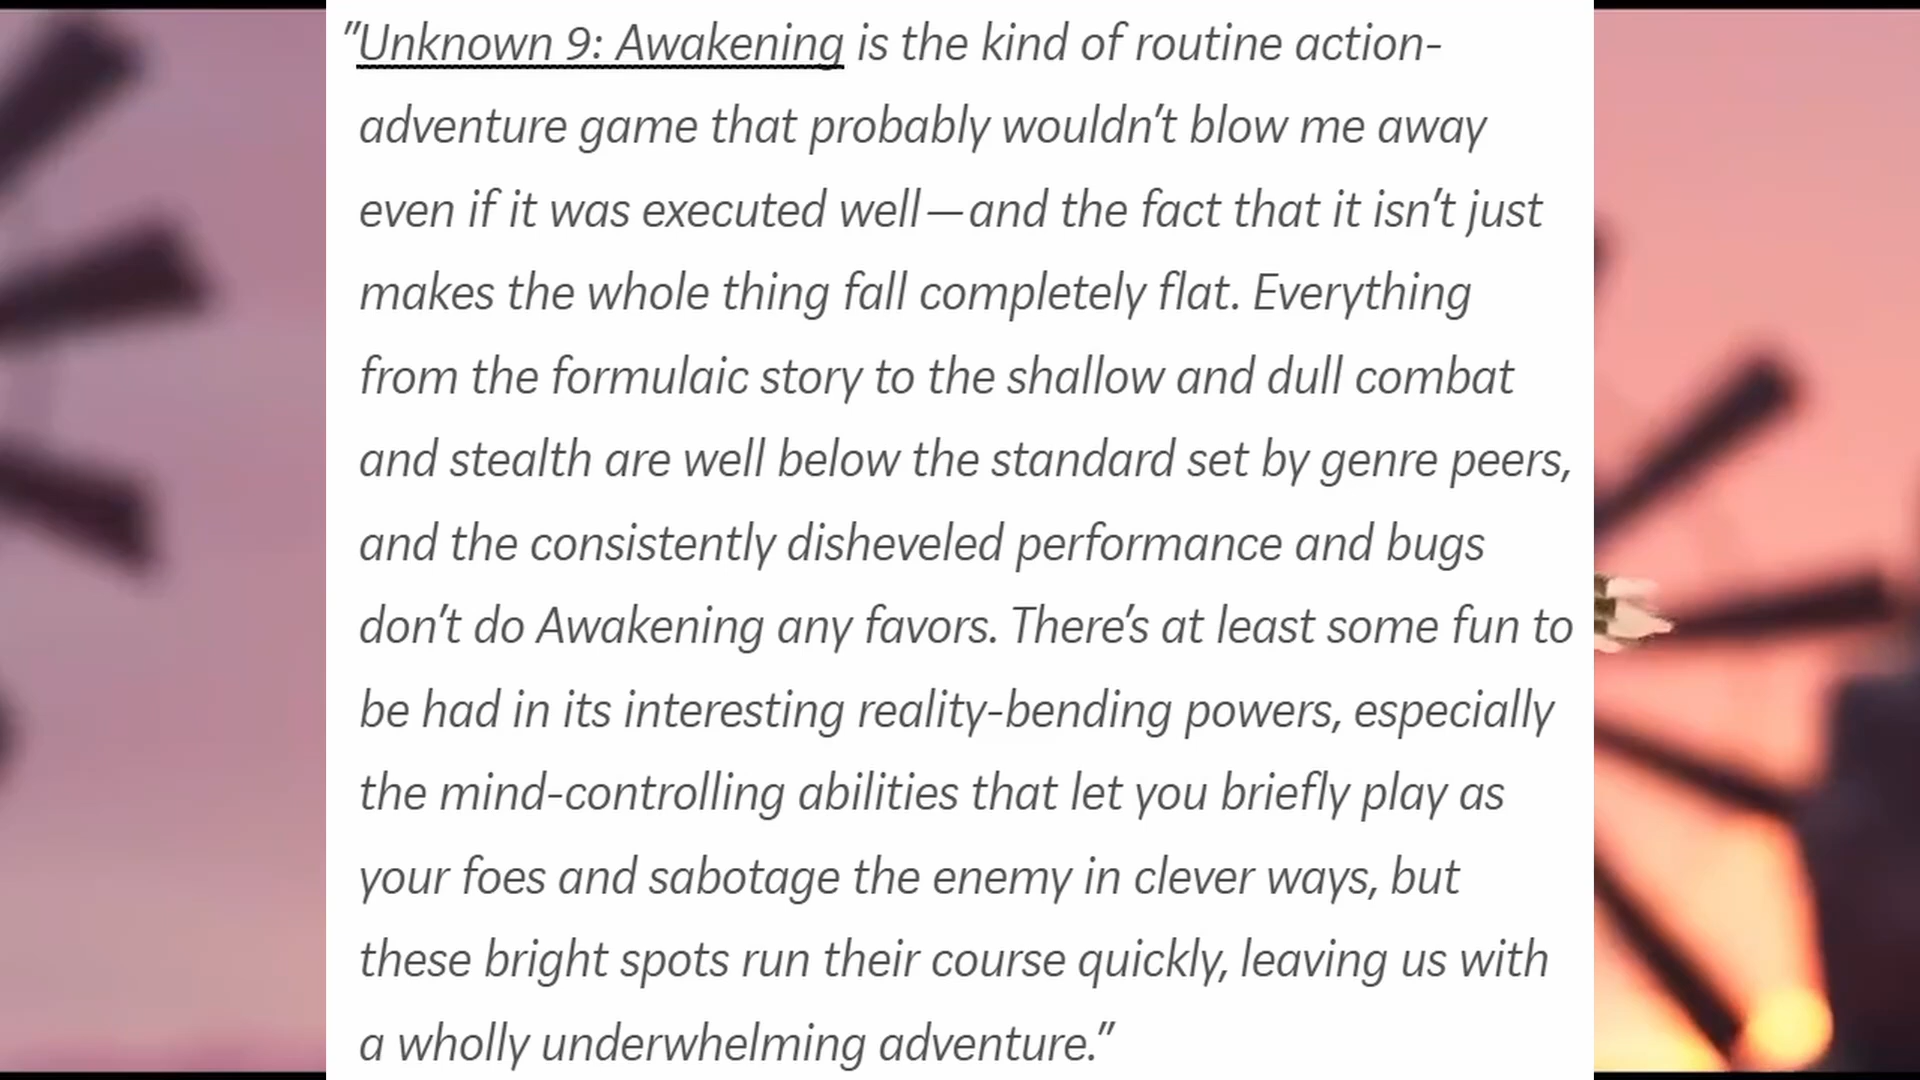 "Unknown 9: Awakening is the kind of routine action-
adventure game that probably wouldn’t blow me away
even if it was executed well—and the fact that it isn’t just
makes the whole thing fall completely flat. Everything
from the formulaic story to the shallow and dull combat
and stealth are well below the standard set by genre peers,
and the consistently disheveled performance and bugs
don’t do Awakening any favors. There’s at least some fun to
be had in its interesting reality-bending powers, especially
the mind-controlling abilities that let you briefly play as
your foes and sabotage the enemy in clever ways, but
these bright spots run their course quickly, leaving us with
a wholly underwhelming adventure.”